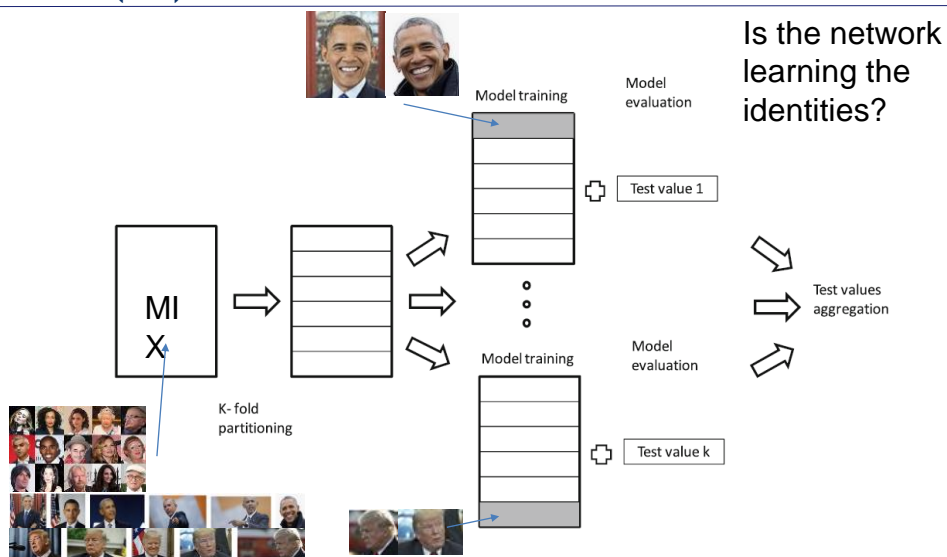 Is the network
learning the
identities?
Model training
Model
evaluation
Test value 1
MI
X
Test values
aggregation
Model training
Model
evaluation
K- fold
partitioning
Test value k